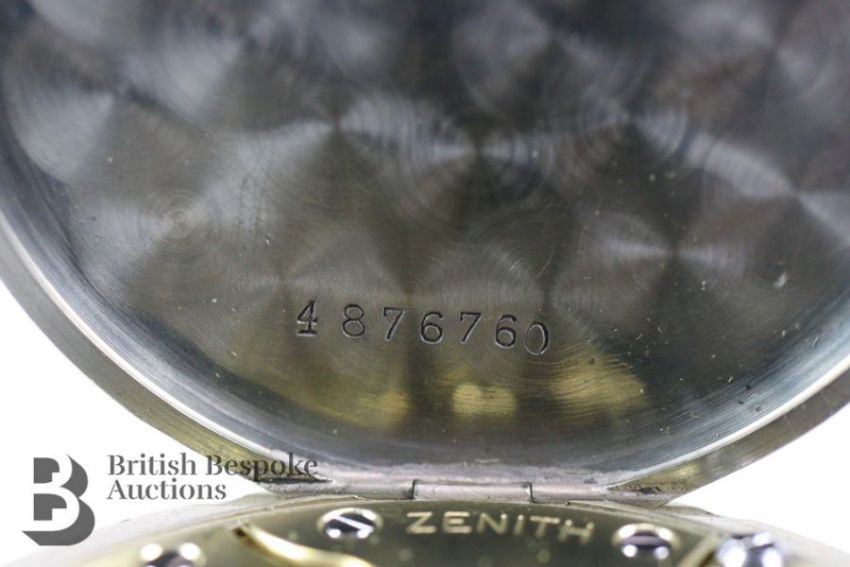 4876760
British Bespoke
Auctions
B
ZENITH